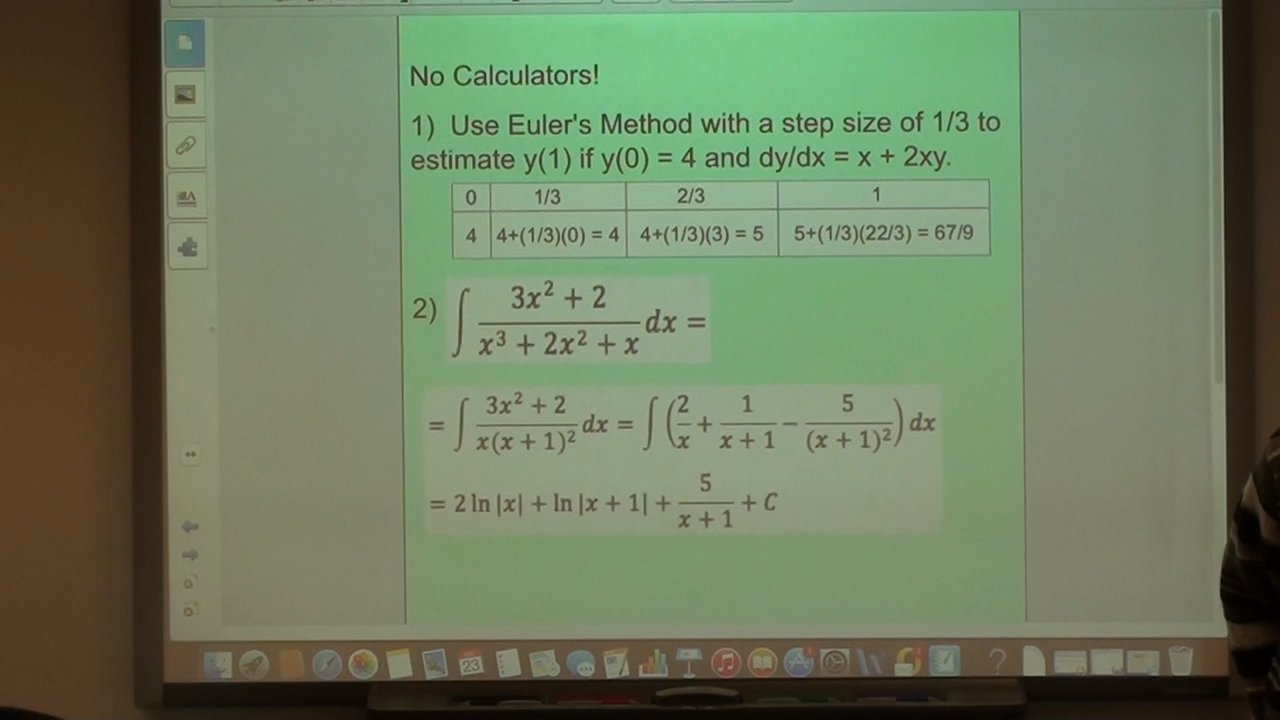 No Calculators!
1) Use Euler's Method with a step size of 1/3 to
estimate y(1) if y(0) = 4 and dy/dx = x + 2xy.
0 1/3 2/3 1
4 4+(1/3)(0) = 4 4+(1/3)(3) = 5 5+(1/3)(22/3) = 67/9
2) ∫ (3x² + 2)/(x³ + 2x² + x) dx =
= ∫ (3x² + 2)/(x(x + 1)²) dx = ∫ (2/x + 1/(x + 1) − 5/(x + 1)²) dx
= 2 ln |x| + ln |x + 1| + 5/(x + 1) + C
23